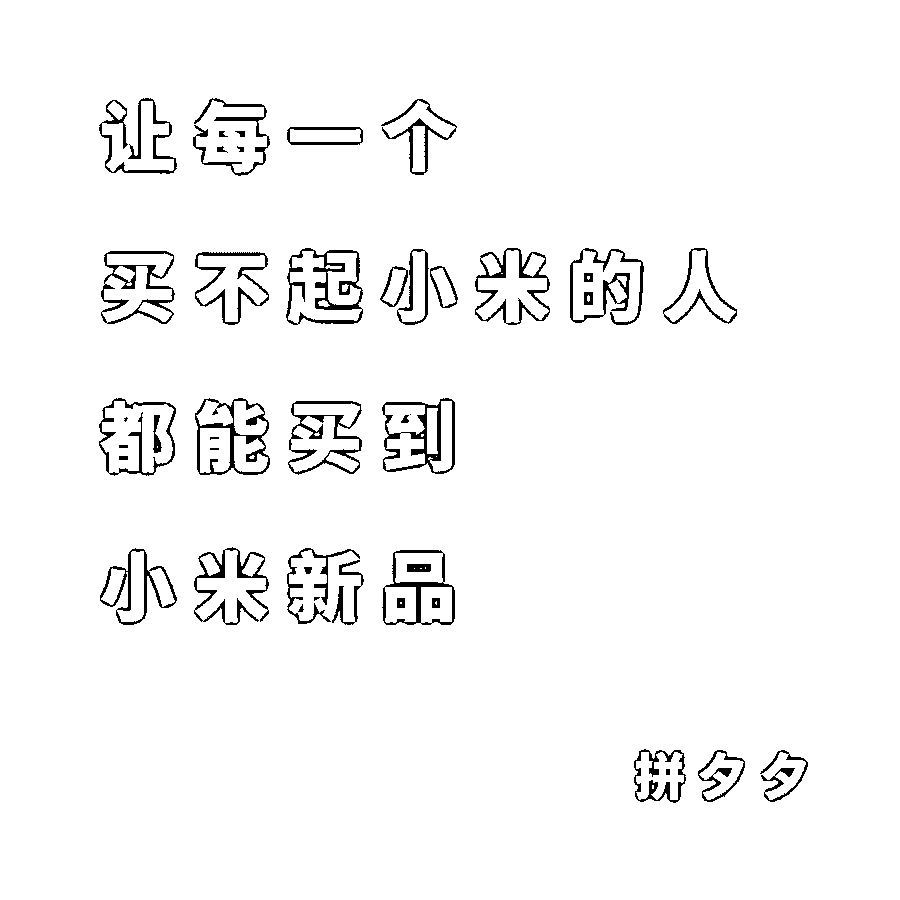 让每一个
买不起小米的人
都能买到
小米新品
拼夕夕